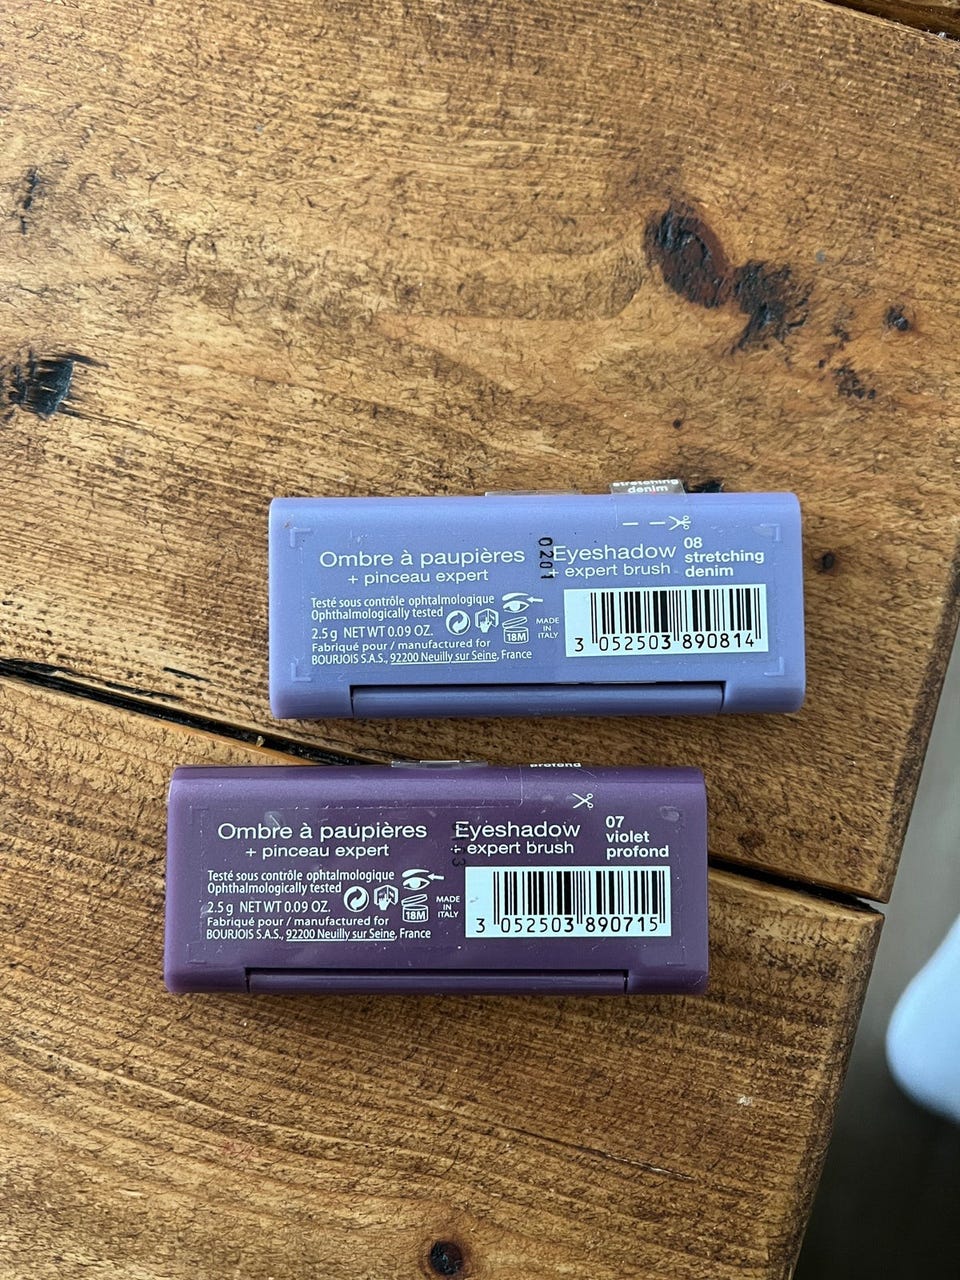 stretching
denim
Ombre à paupières
+ pinceau expert
0201
Eyeshadow
+ expert brush
08
stretching
denim
Testé sous contrôle ophtalmologique
Ophthalmologically tested
2.5 g NET WT 0.09 OZ.
Fabriqué pour / manufactured for
BOURJOIS S.A.S., 92200 Neuilly sur Seine, France
18M
MADE
IN
ITALY
3 052503 890814
profond
Ombre à paupières
+ pinceau expert
Eyeshadow
+ expert brush
07
violet
profond
Testé sous contrôle ophtalmologique
Ophthalmologically tested
2.5 g NET WT 0.09 OZ.
Fabriqué pour / manufactured for
BOURJOIS S.A.S., 92200 Neuilly sur Seine, France
18M
MADE
IN
ITALY
3 052503 890715